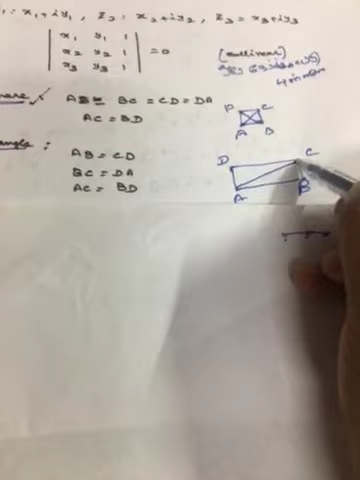 z₁ = x₁+iy₁, z₂ = x₂+iy₂, z₃ = x₃+iy₃
| x₁ y₁ 1 |
| x₂ y₂ 1 | = 0
| x₃ y₃ 1 |
(collinear)
AB = BC = CD = DA
AC = BD
D C
A B
AB = CD
BC = DA
AC = BD
D C
A B